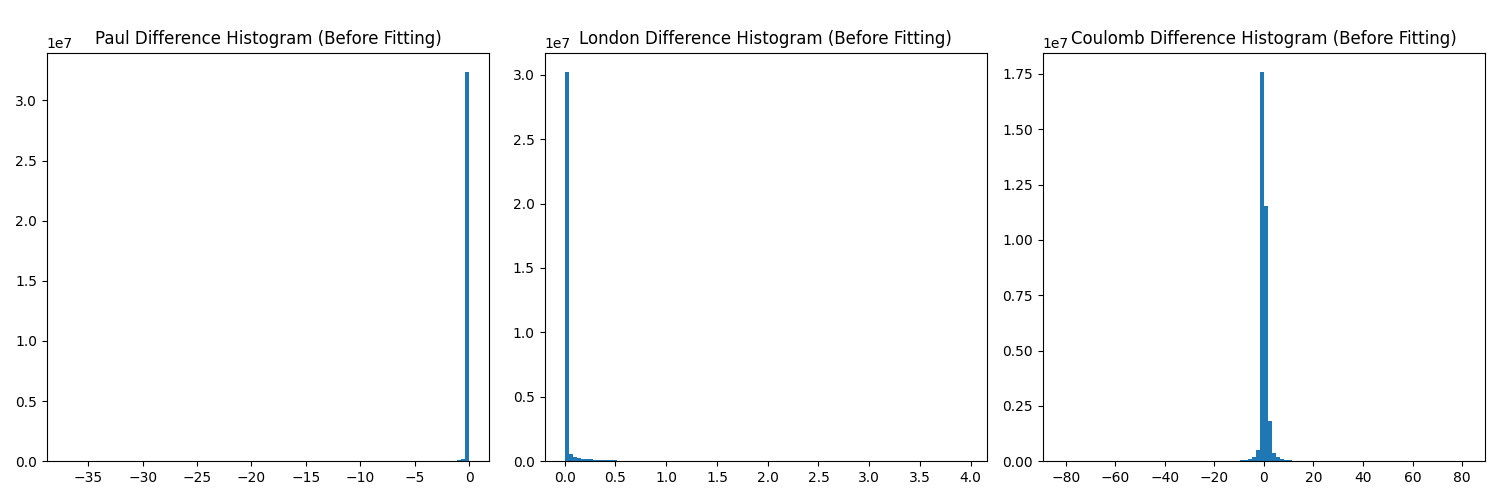 Paul Difference Histogram (Before Fitting)
1e7
3.0
2.5
2.0
1.5
1.0
0.5
0.0
−35 −30 −25 −20 −15 −10 −5 0
London Difference Histogram (Before Fitting)
1e7
3.0
2.5
2.0
1.5
1.0
0.5
0.0
0.0 0.5 1.0 1.5 2.0 2.5 3.0 3.5 4.0
Coulomb Difference Histogram (Before Fitting)
1e7
1.75
1.50
1.25
1.00
0.75
0.50
0.25
0.00
−80 −60 −40 −20 0 20 40 60 80